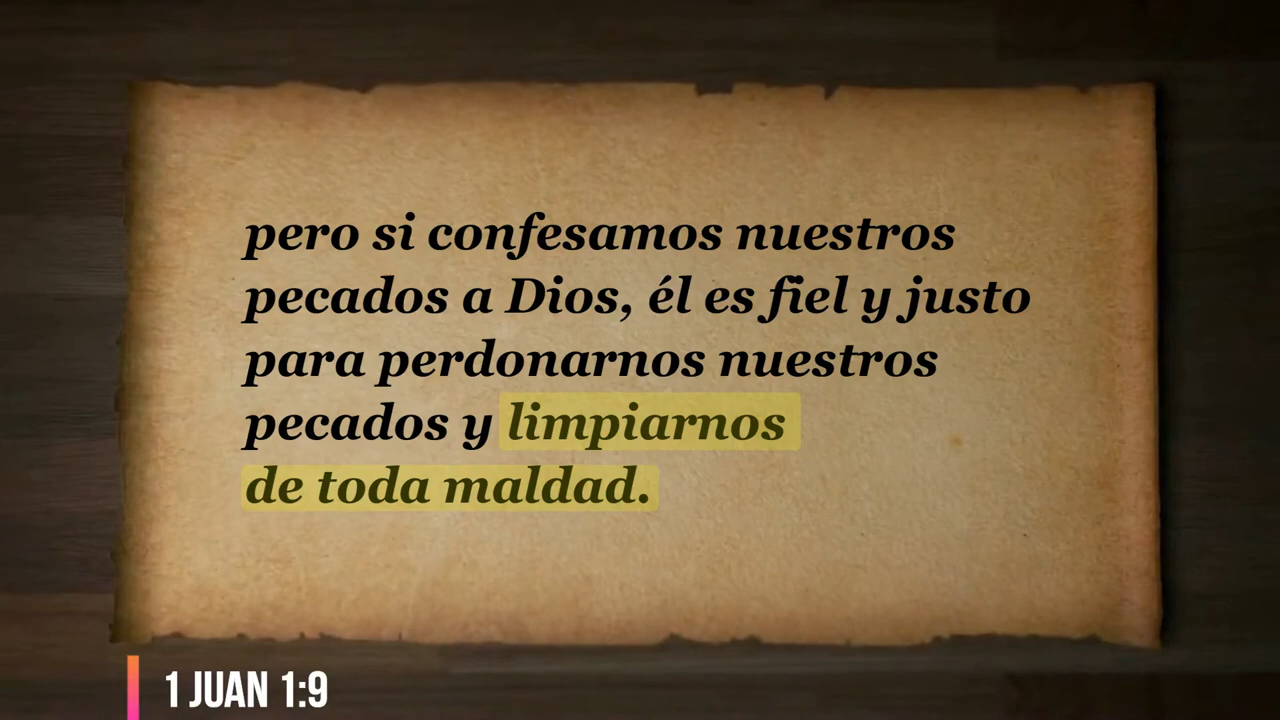 pero si confesamos nuestros
pecados a Dios, él es fiel y justo
para perdonarnos nuestros
pecados y limpiarnos
de toda maldad.
1 JUAN 1:9